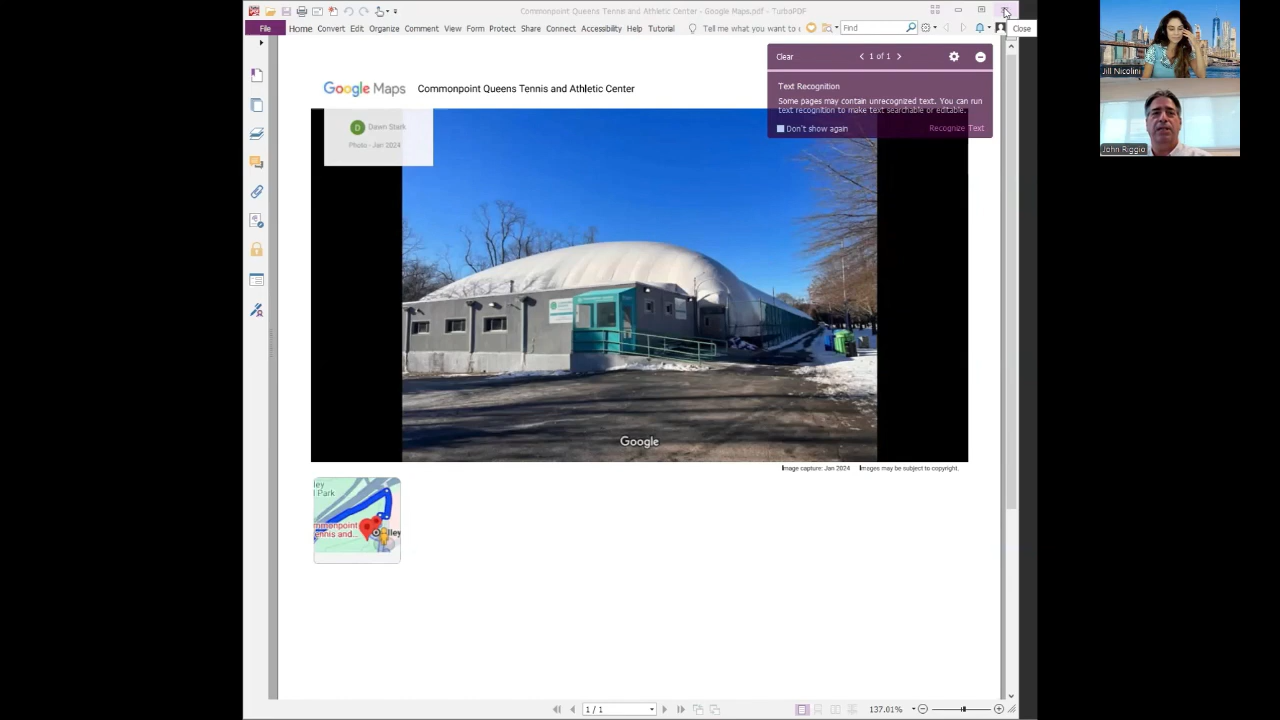 Commonpoint Queens Tennis and Athletic Center - Google Maps.pdf - TurboPDF
File Home Convert Edit Organize Comment View Form Protect Share Connect Accessibility Help Tutorial Tell me what you want to Find
Close
Clear 1 of 1
Text Recognition
Some pages may contain unrecognized text. You can run
text recognition to make text searchable or editable.
Don't show again Recognize Text
Google Maps Commonpoint Queens Tennis and Athletic Center
D Dawn Stark
Photo - Jan 2024
Google
Image capture: Jan 2024 Images may be subject to copyright.
ley
l Park
mmonpoint
ennis and...
lley
1 / 1
137.01%
Jill Nicolini
John Riggio